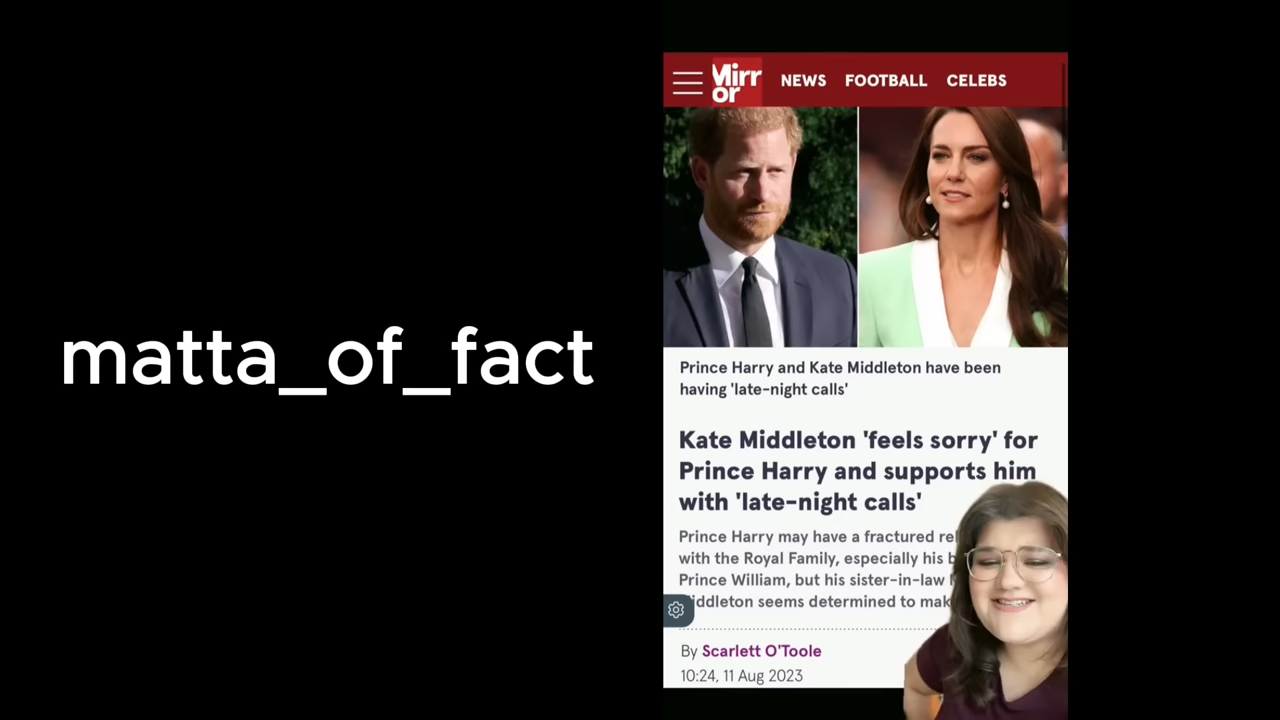 matta_of_fact
Mirr
or
NEWS FOOTBALL CELEBS
Prince Harry and Kate Middleton have been
having 'late-night calls'
Kate Middleton 'feels sorry' for
Prince Harry and supports him
with 'late-night calls'
Prince Harry may have a fractured
with the Royal Family, especially his
Prince William, but his sister-in-law
seems determined to
By Scarlett O'Toole
10:24, 11 Aug 2023